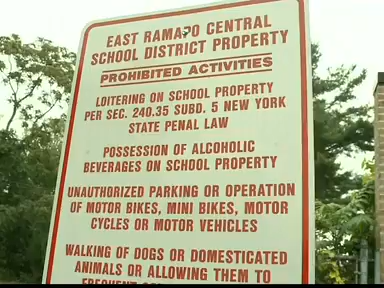 EAST RAMAPO CENTRAL
SCHOOL DISTRICT PROPERTY
PROHIBITED ACTIVITIES
LOITERING ON SCHOOL PROPERTY
PER SEC. 240.35 SUBD. 5 NEW YORK
STATE PENAL LAW
POSSESSION OF ALCOHOLIC
BEVERAGES ON SCHOOL PROPERTY
UNAUTHORIZED PARKING OR OPERATION
OF MOTOR BIKES, MINI BIKES, MOTOR
CYCLES OR MOTOR VEHICLES
WALKING OF DOGS OR DOMESTICATED
ANIMALS OR ALLOWING THEM TO